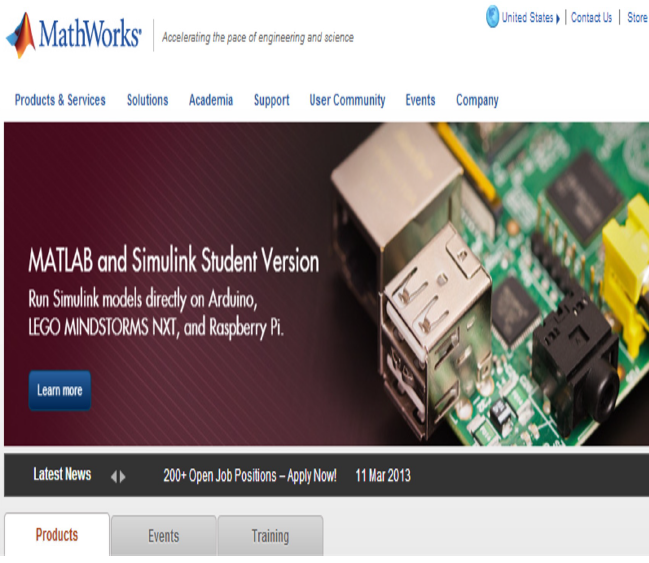 MathWorks®
Accelerating the pace of engineering and science
United States | Contact Us | Store
Products & Services Solutions Academia Support User Community Events Company
MATLAB and Simulink Student Version
Run Simulink models directly on Arduino,
LEGO MINDSTORMS NXT, and Raspberry Pi.
Learn more
Latest News 200+ Open Job Positions – Apply Now! 11 Mar 2013
Products Events Training